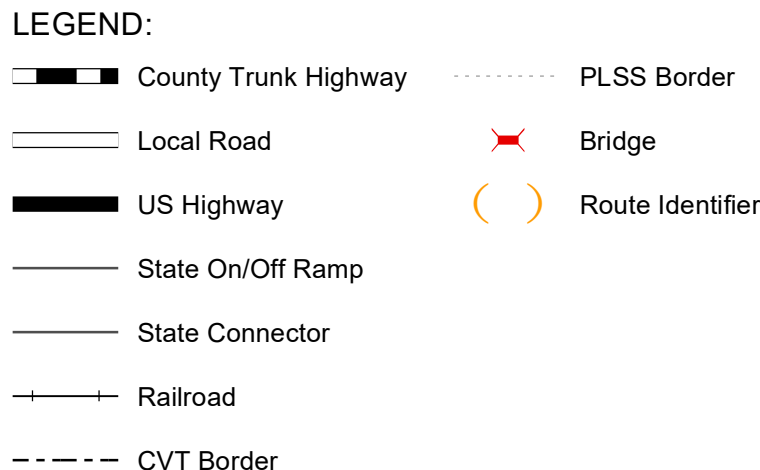 LEGEND:
County Trunk Highway
Local Road
US Highway
State On/Off Ramp
State Connector
Railroad
CVT Border
PLSS Border
Bridge
Route Identifier